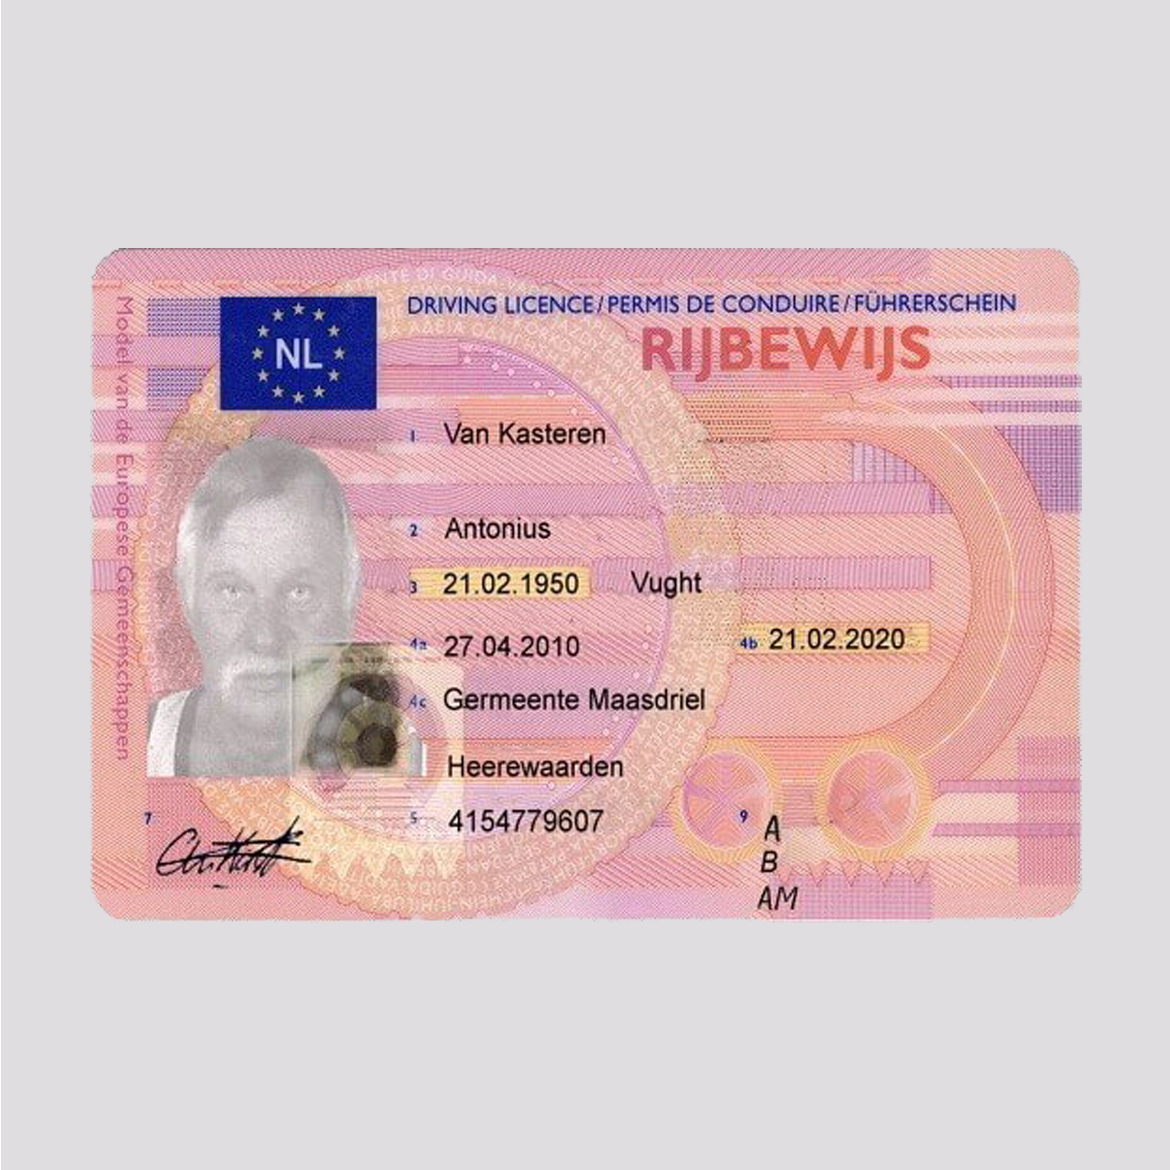 DRIVING LICENCE/PERMIS DE CONDUIRE/FÜHRERSCHEIN
RIJBEWIJS
NL
Model van de Europese Gemeenschappen
1 Van Kasteren
2 Antonius
3 21.02.1950 Vught
4a 27.04.2010 4b 21.02.2020
4c Germeente Maasdriel
Heerewaarden
5 4154779607
7
9 A
B
AM